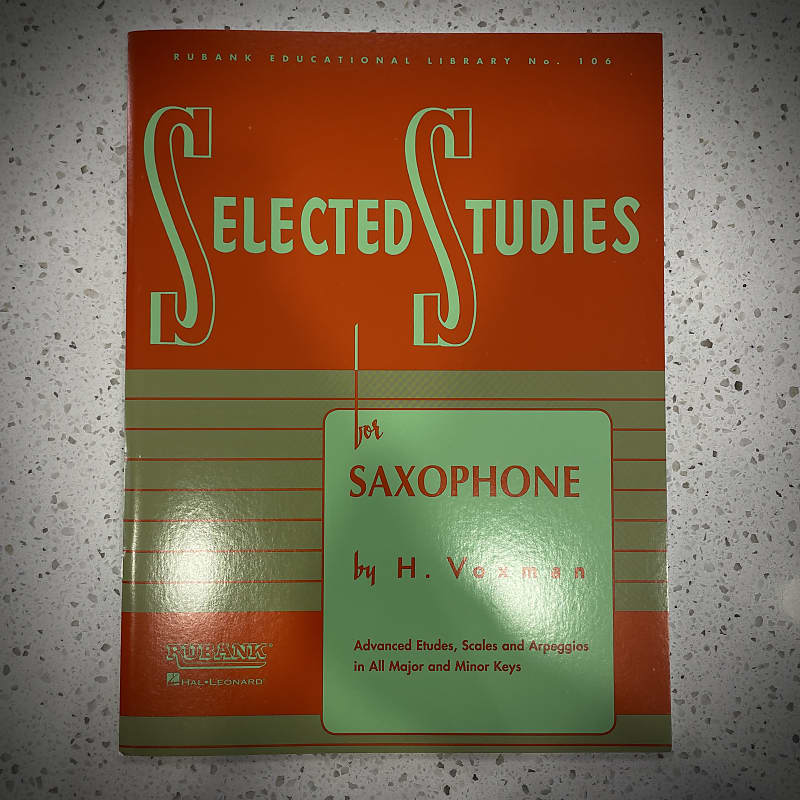 RUBANK EDUCATIONAL LIBRARY No. 106
SELECTED STUDIES
for
SAXOPHONE
by H. Voxman
Advanced Etudes, Scales and Arpeggios
in All Major and Minor Keys
RUBANK®
HAL•LEONARD®